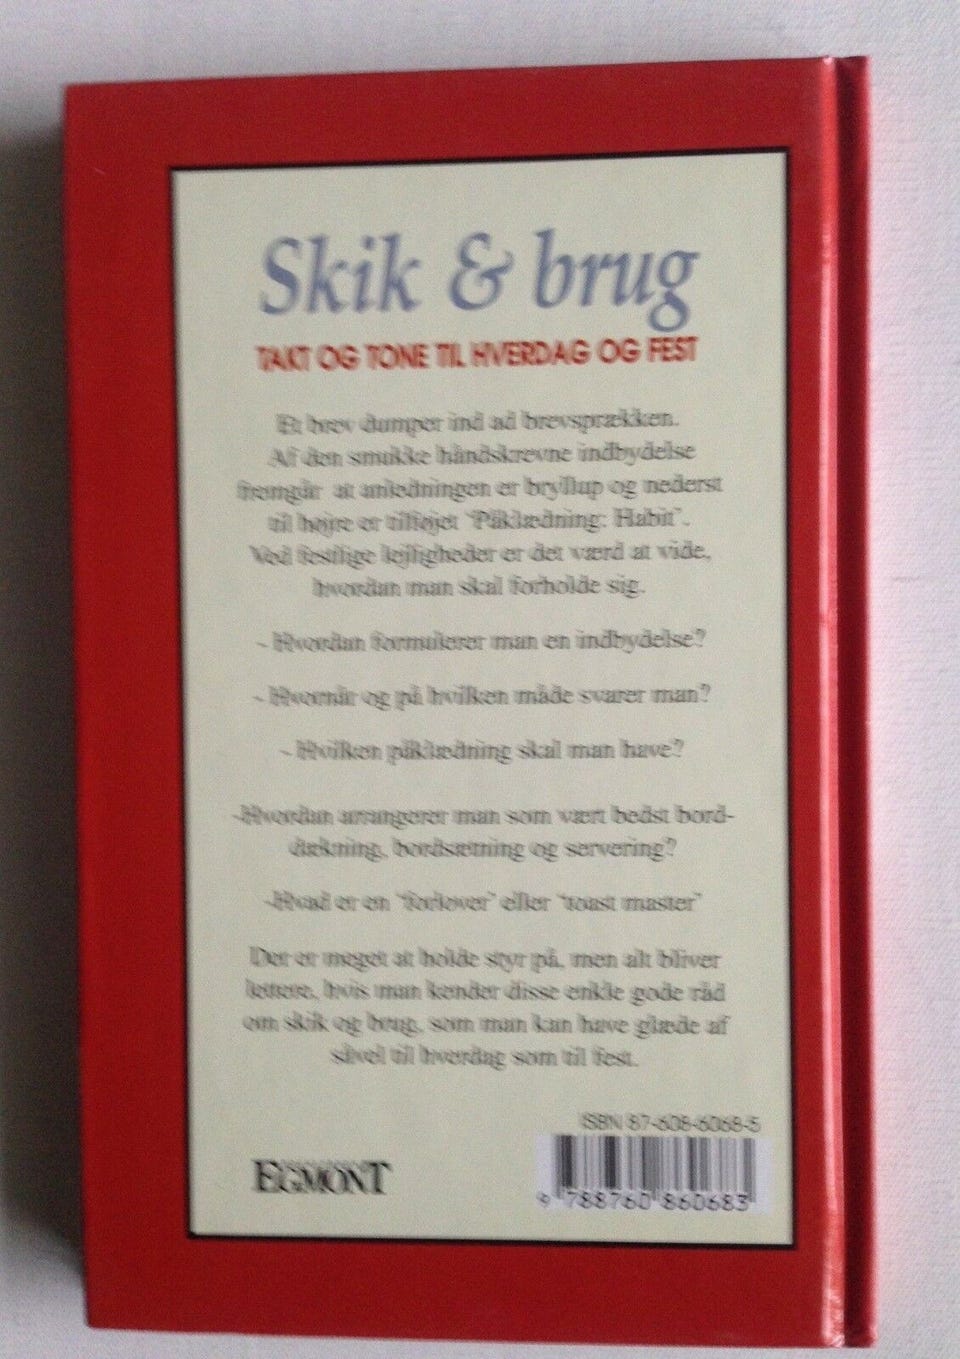 Skik & brug
TAKT OG TONE TIL HVERDAG OG FEST
Et brev dumper ind ad brevsprækken.
Af den smukke håndskrevne indbydelse
fremgår at anledningen er bryllup og nederst
til højre er tilføjet "Påklædning: Habit".
Ved festlige lejligheder er det værd at vide,
hvordan man skal forholde sig.
- Hvordan formulerer man en indbydelse?
- Hvornår og på hvilken måde svarer man?
- Hvilken påklædning skal man have?
-Hvordan arrangerer man som vært bedst bord-
dækning, bordsætning og servering?
-Hvad er en "forlover" eller "toast master"
Der er meget at holde styr på, men alt bliver
lettere, hvis man kender disse enkle gode råd
om skik og brug, som man kan have glæde af
såvel til hverdag som til fest.
ISBN 87-608-6068-5
EGMONT
9 788760 860683